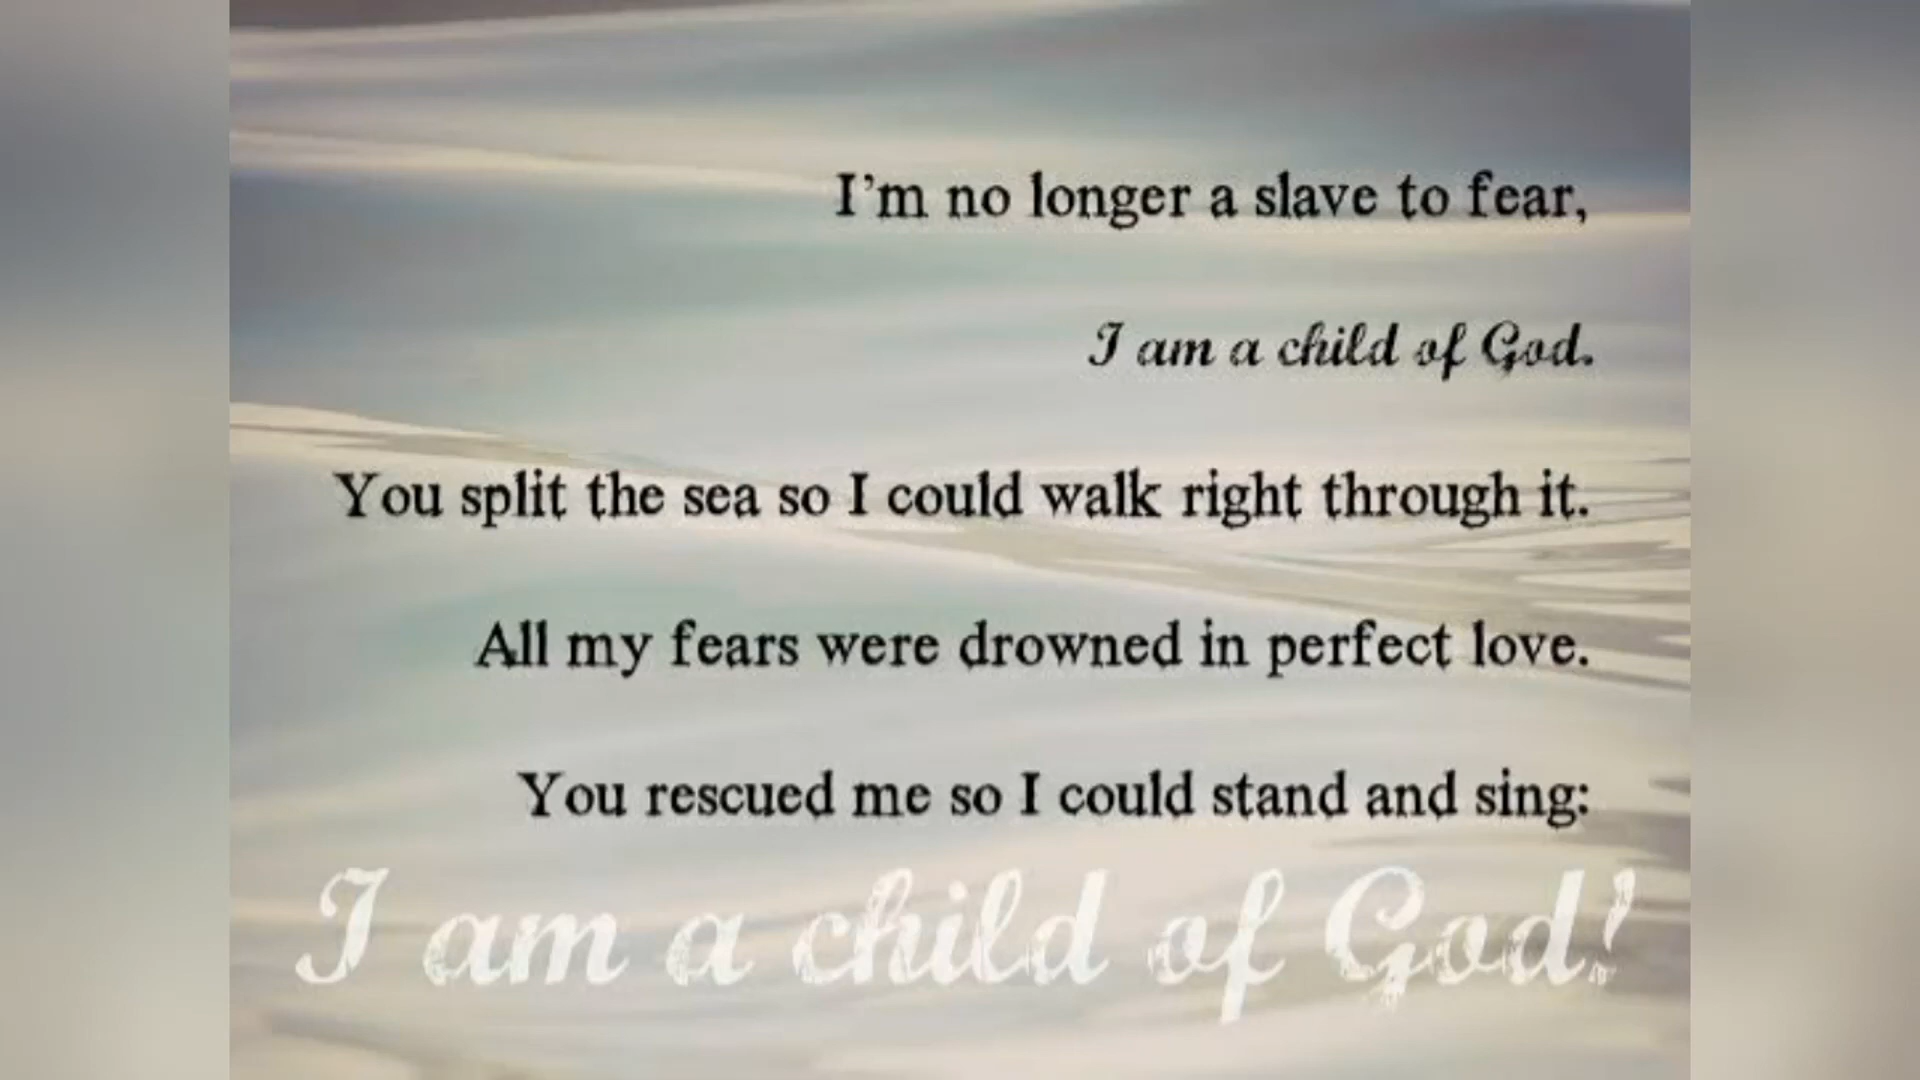 I'm no longer a slave to fear,
I am a child of God.
You split the sea so I could walk right through it.
All my fears were drowned in perfect love.
You rescued me so I could stand and sing:
I am a child of God!